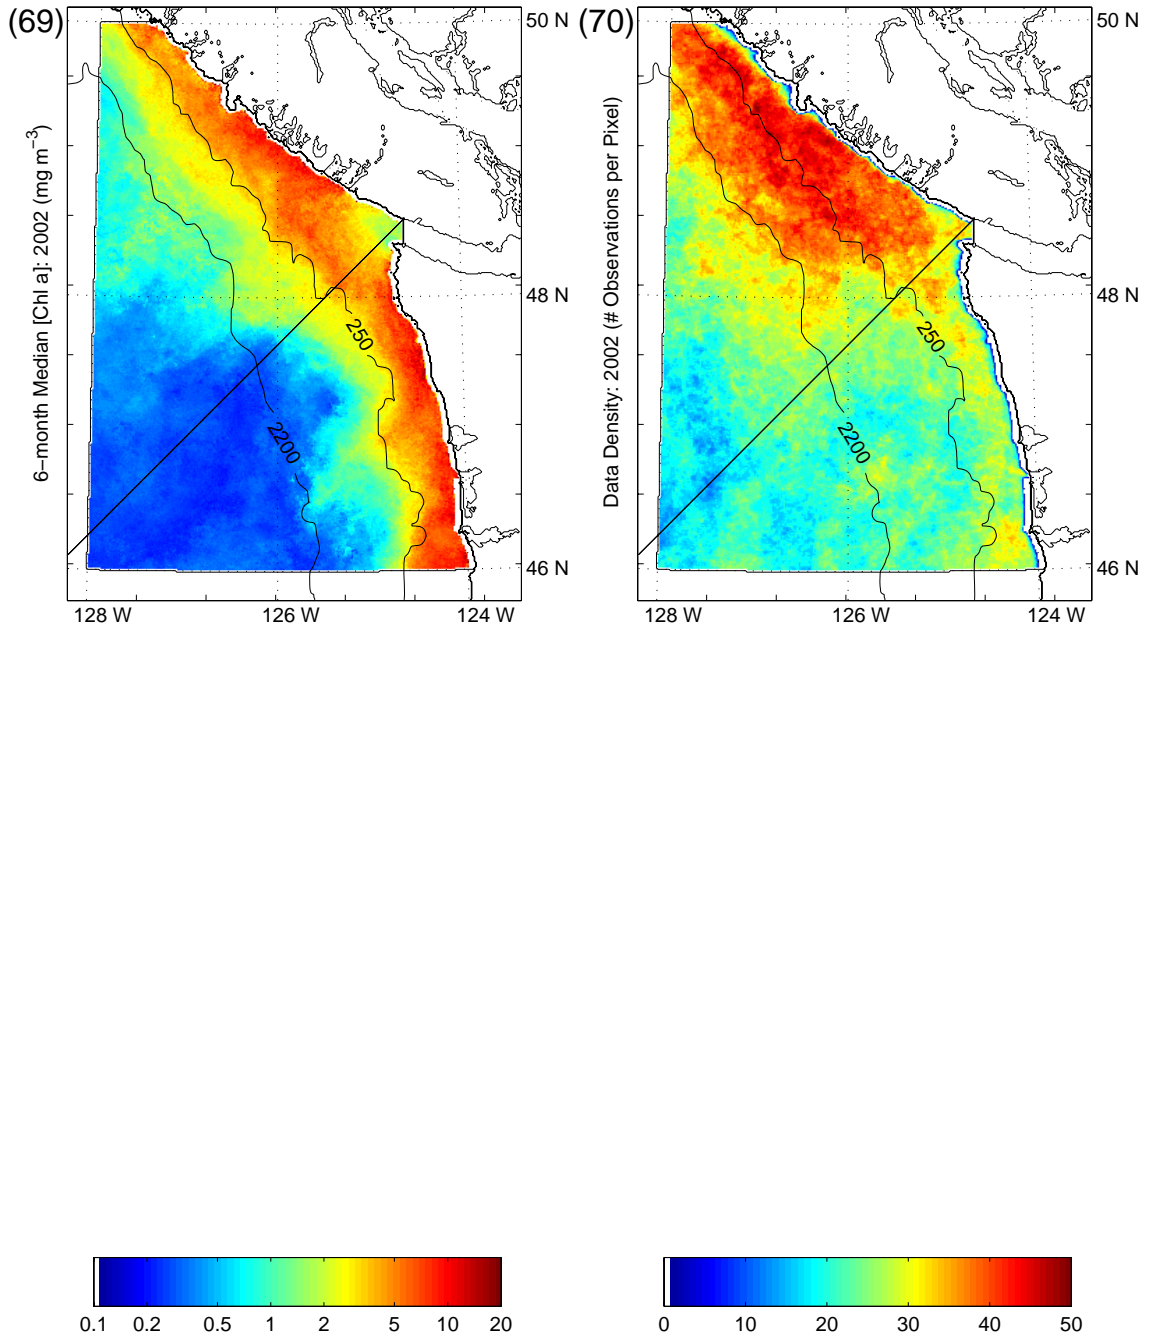 (69)
6−month Median [Chl a]: 2002 (mg m−3)
50 N
48 N
46 N
250
2200
128 W
126 W
124 W
(70)
Data Density: 2002 (# Observations per Pixel)
50 N
48 N
46 N
250
2200
128 W
126 W
124 W
0.1 0.2 0.5 1 2 5 10 20
0 10 20 30 40 50